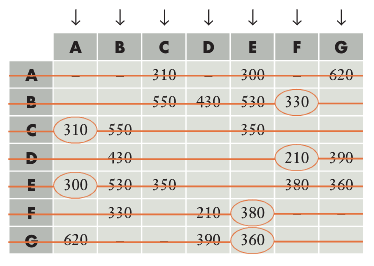 A B C D E F G
A – – 310 – 300 – 620
B 550 430 530 330
C 310 550 350
D 430 210 390
E 300 530 350 380 360
F 330 210 380 – –
G 620 – – 390 360